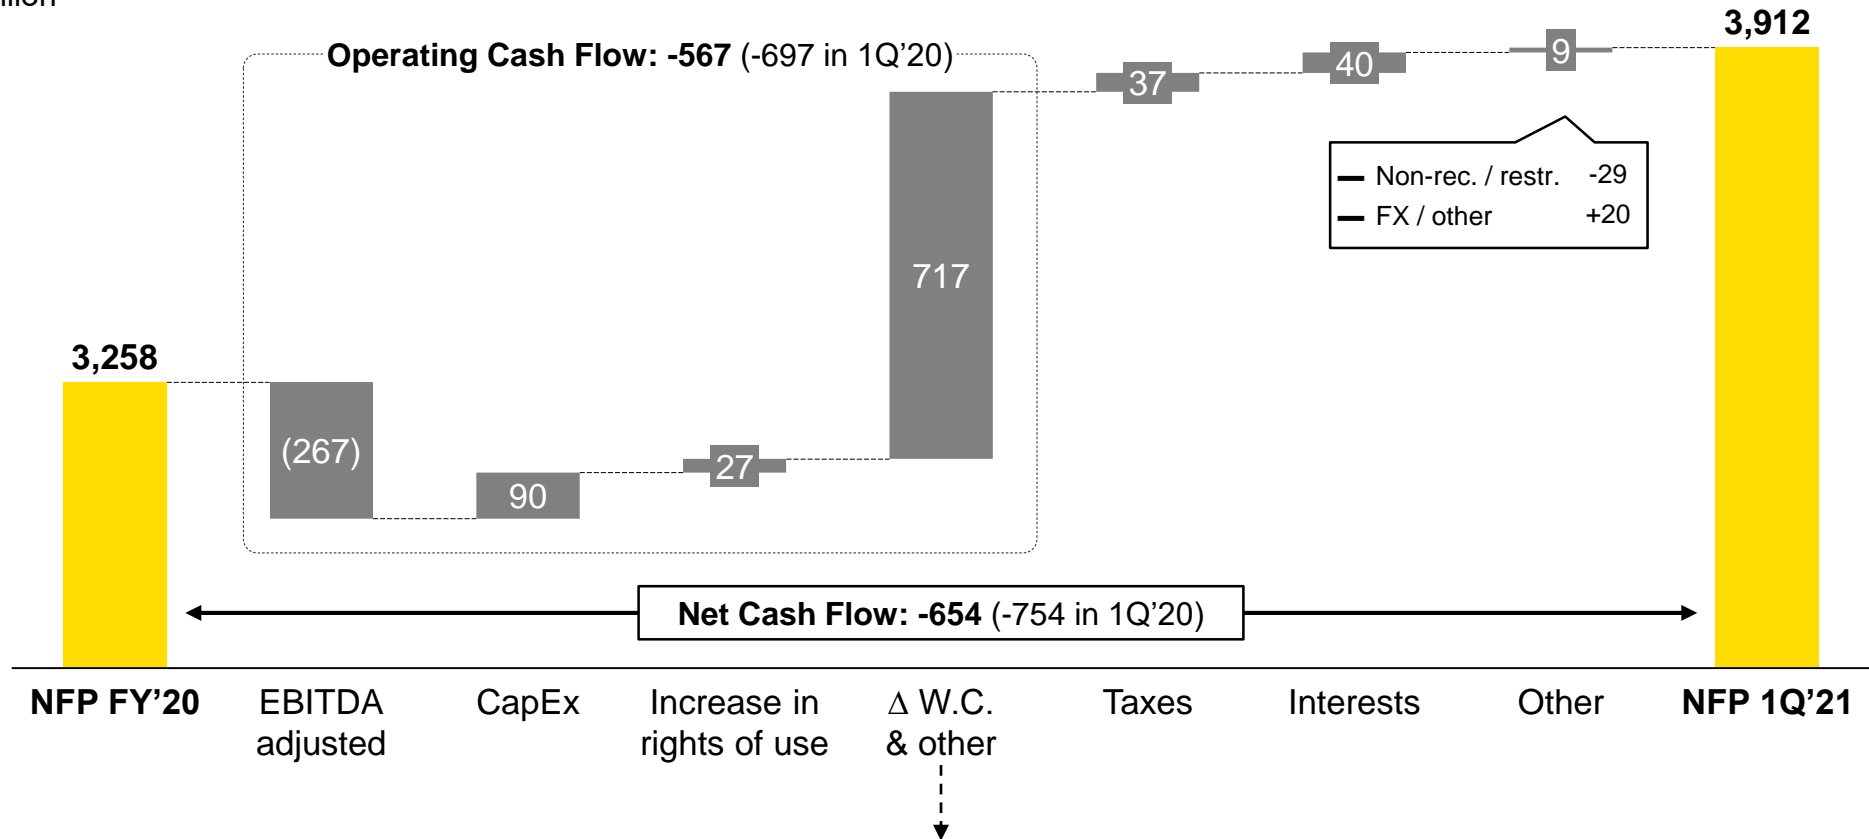 3,912
Operating Cash Flow: -567 (-697 in 1Q’20)
37
40
9
Non-rec. / restr. -29
FX / other +20
717
3,258
(267)
90
27
Net Cash Flow: -654 (-754 in 1Q’20)
NFP FY’20
EBITDA
adjusted
CapEx
Increase in
rights of use
Δ W.C.
& other
Taxes
Interests
Other
NFP 1Q’21